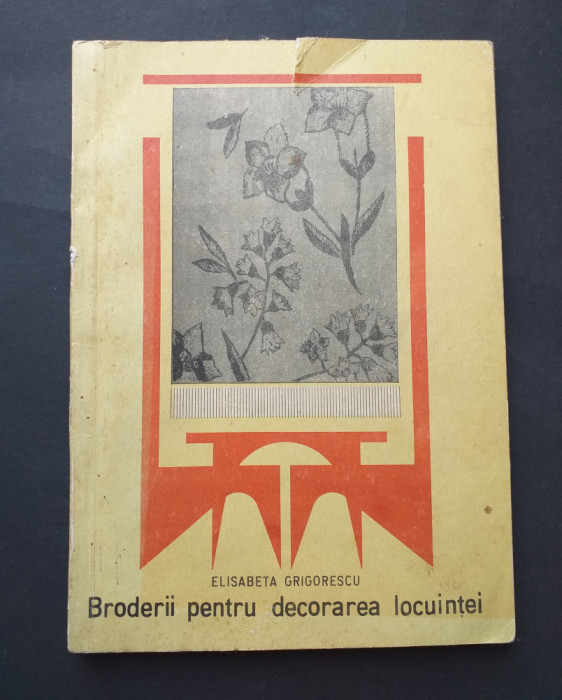 ELISABETA GRIGORESCU
Broderii pentru decorarea locuinței